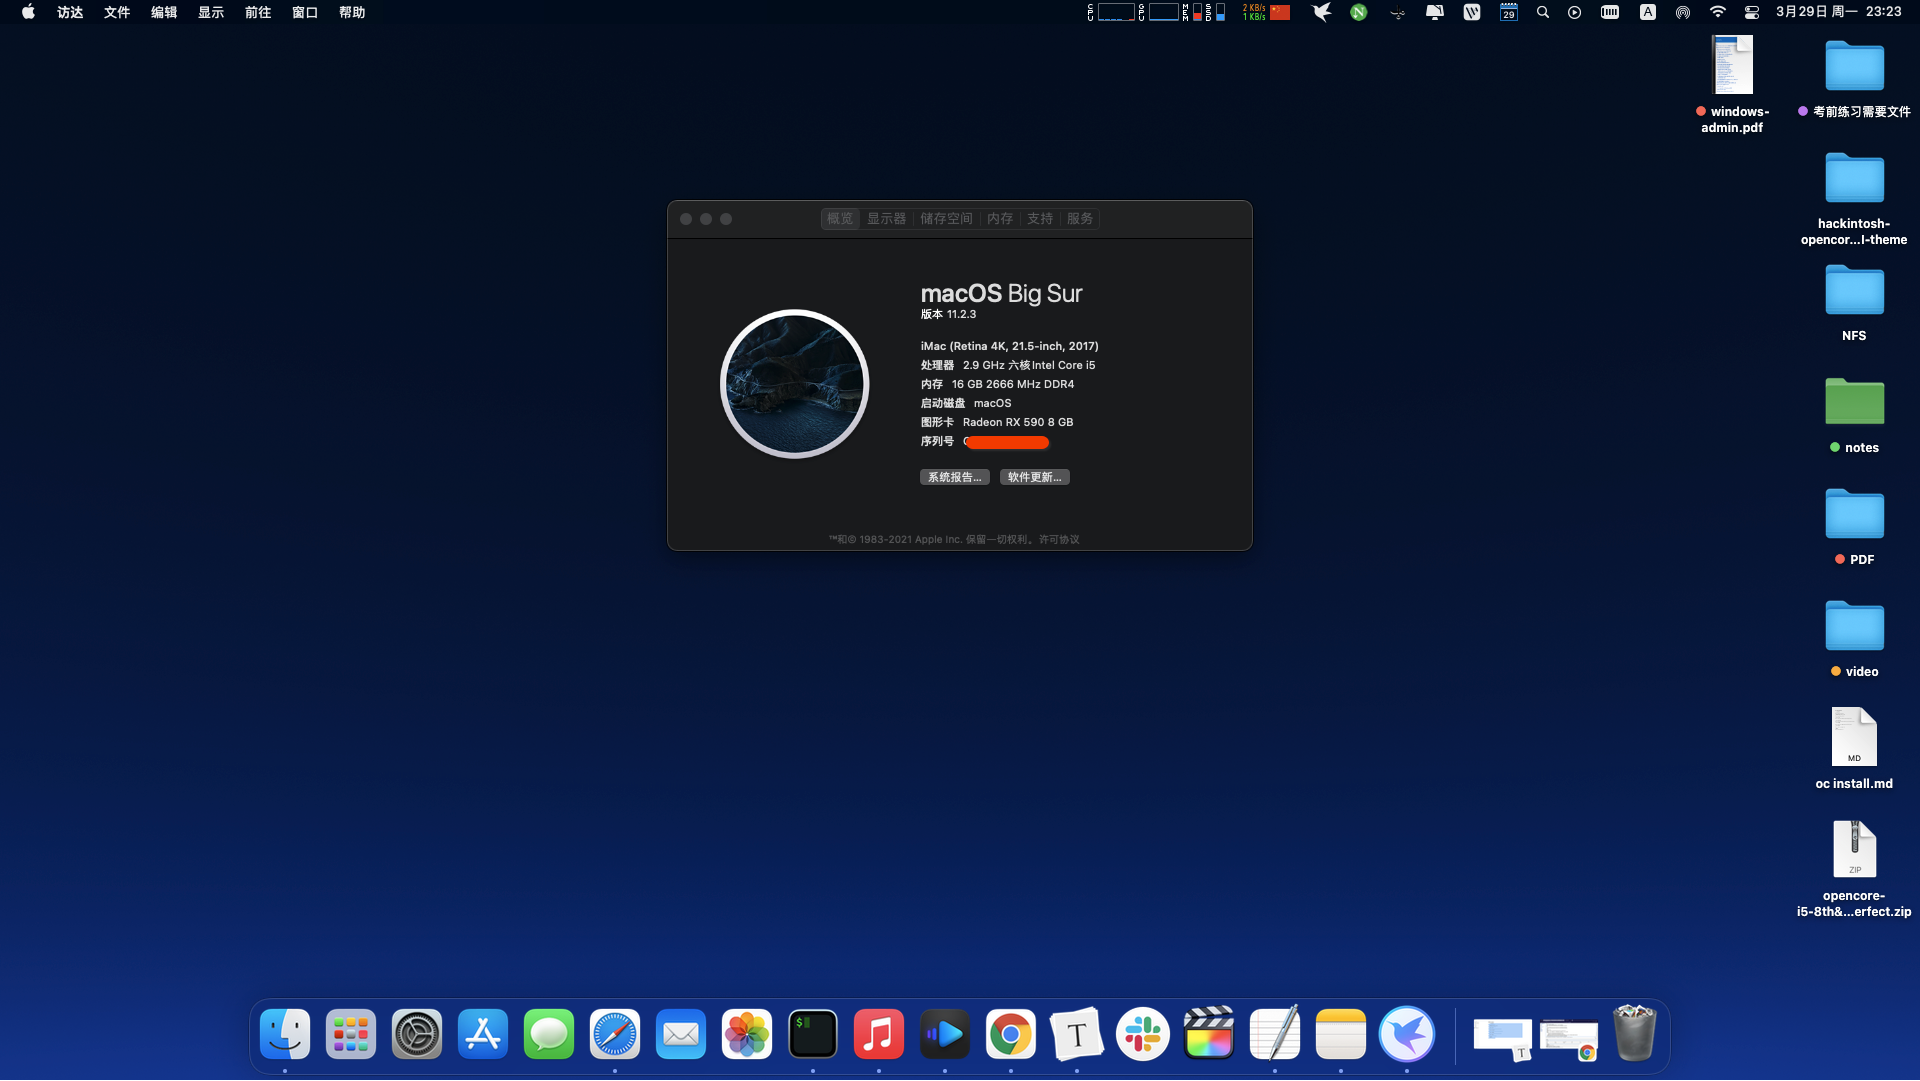 访达 文件 编辑 显示 前往 窗口 帮助
CPU GPU MEM SSD 2 KB/s 1 KB/s N 29 A 3月29日 周一 23:23
windows-
admin.pdf
考前练习需要文件
hackintosh-
opencor...l-theme
NFS
notes
PDF
video
MD
oc install.md
ZIP
opencore-
i5-8th&...erfect.zip
概览 显示器 储存空间 内存 支持 服务
macOS Big Sur
版本 11.2.3
iMac (Retina 4K, 21.5-inch, 2017)
处理器 2.9 GHz 六核Intel Core i5
内存 16 GB 2666 MHz DDR4
启动磁盘 macOS
图形卡 Radeon RX 590 8 GB
序列号
系统报告... 软件更新...
™和© 1983-2021 Apple Inc. 保留一切权利。许可协议
$ T T